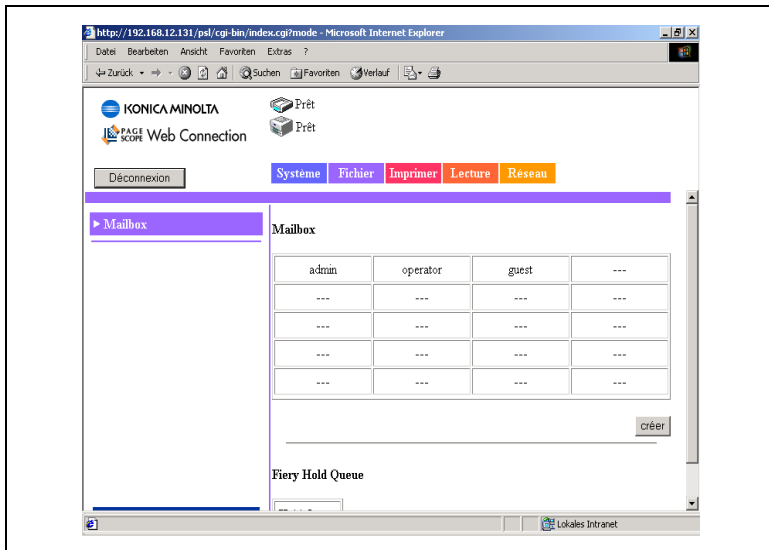 http://192.168.12.131/psl/cgi-bin/index.cgi?mode - Microsoft Internet Explorer
Datei Bearbeiten Ansicht Favoriten Extras ?
Zurück Suchen Favoriten Verlauf
KONICA MINOLTA
PAGE SCOPE Web Connection
Prêt
Prêt
Déconnexion
Système Fichier Imprimer Lecture Réseau
Mailbox
Mailbox
admin operator guest ---
--- --- --- ---
--- --- --- ---
--- --- --- ---
--- --- --- ---
créer
Fiery Hold Queue
Lokales Intranet